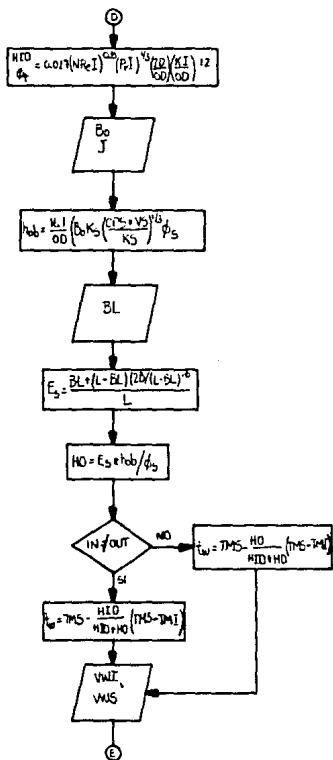 D
HIO/φt = 0.027 (NReI)^0.8 (PrI)^1/3 (ID/OD) (KI/OD) 12
Bo
J
hob = KI/OD (Bo KS (CPS * VS/KS)^1/3 φs
BL
Es = BL+(L-BL)(2B/(L-BL)^.6/L
HO = Es * hob/φs
IN≠OUT
NO
SI
tw = TMS - HO/HIO+HO (TMS-TMI)
tw = TMS - HIO/HIO+HO (TMS-TMI)
VWI,
VWS
E